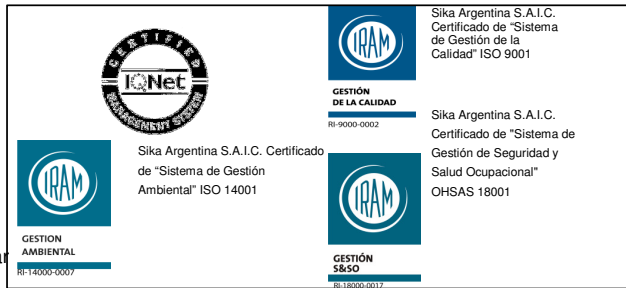 CERTIFIED
IQNet
MANAGEMENT SYSTEM
IRAM
GESTIÓN
DE LA CALIDAD
RI-9000-0002
Sika Argentina S.A.I.C.
Certificado de “Sistema
de Gestión de la
Calidad” ISO 9001
IRAM
GESTION
AMBIENTAL
RI-14000-0007
Sika Argentina S.A.I.C. Certificado
de “Sistema de Gestión
Ambiental” ISO 14001
IRAM
GESTIÓN
S&SO
RI-18000-0017
Sika Argentina S.A.I.C.
Certificado de "Sistema de
Gestión de Seguridad y
Salud Ocupacional"
OHSAS 18001
ar